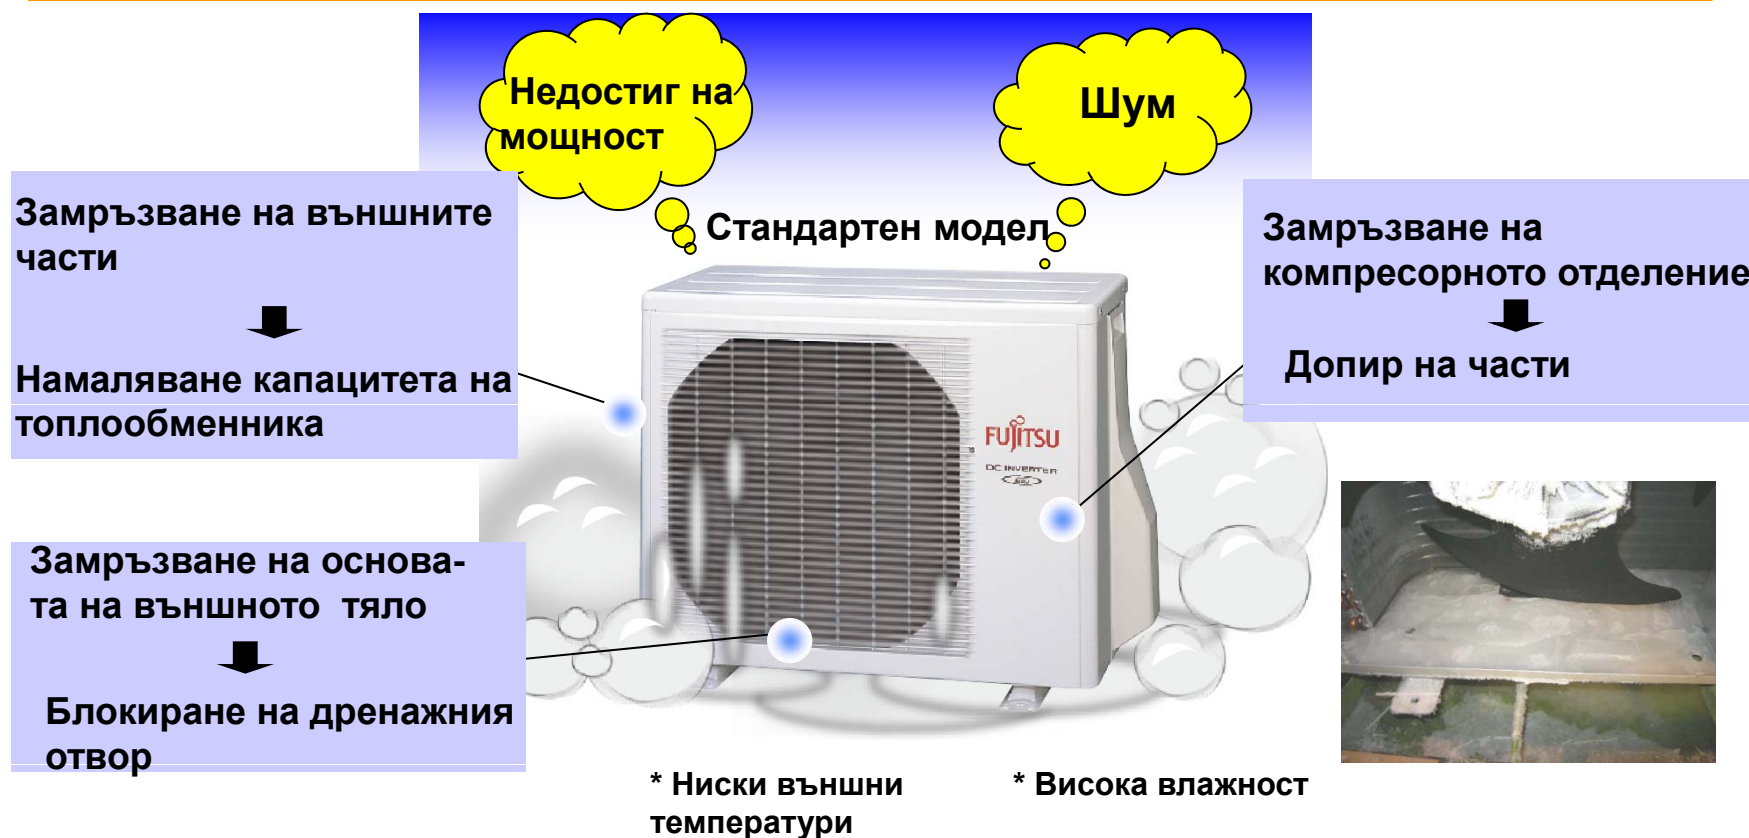 Недостиг на
мощност
Шум
Замръзване на външните
части
Намаляване капацитета на
топлообменника
Стандартен модел
Замръзване на
компресорното отделение
Допир на части
FUJITSU
DC INVERTER
Замръзване на основа-
та на външното тяло
Блокиране на дренажния
отвор
* Ниски външни
температури
* Висока влажност